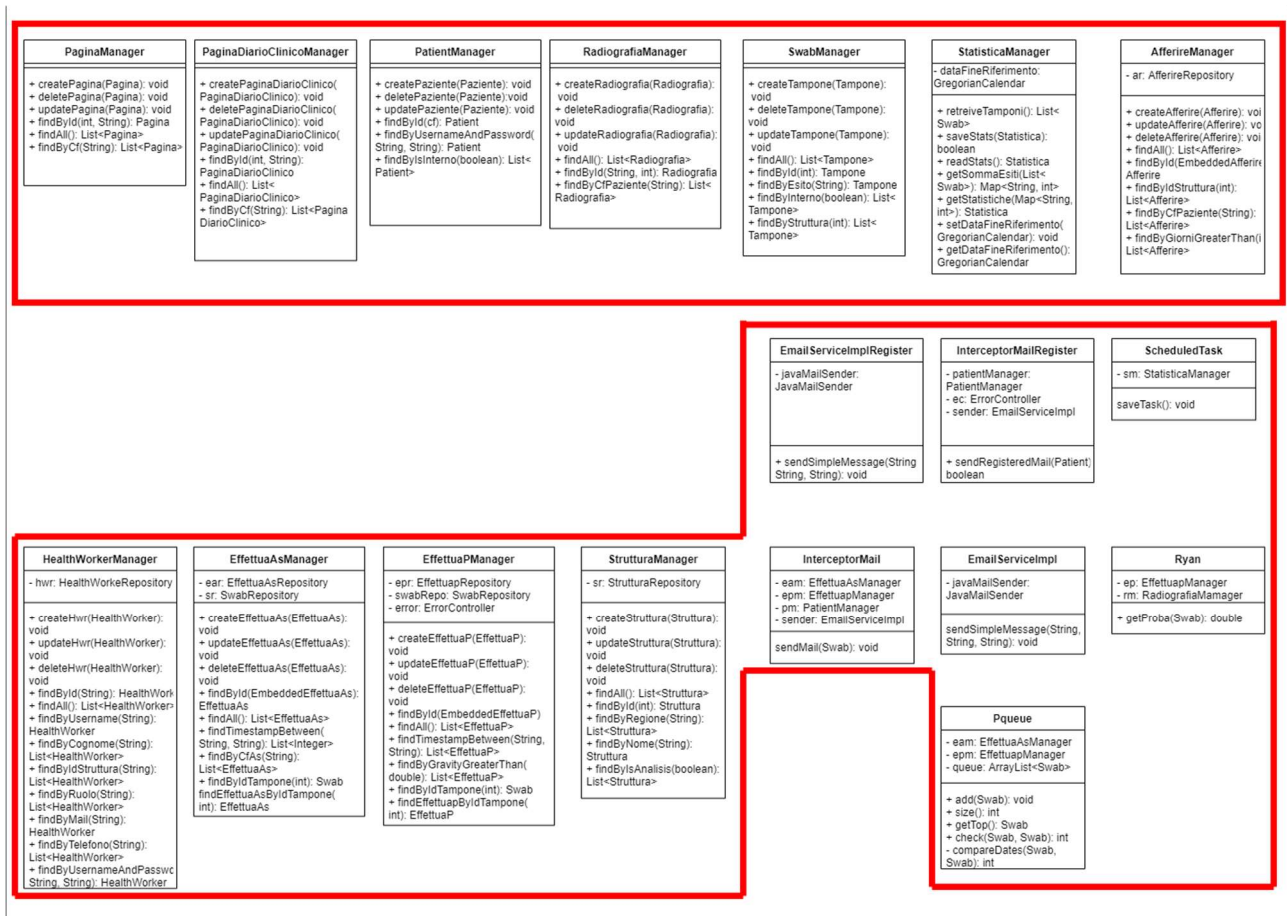 PaginaManager
+ createPagina(Pagina): void
+ deletePagina(Pagina): void
+ updatePagina(Pagina): void
+ findById(int, String): Pagina
+ findAll(): List<Pagina>
+ findByCf(String): List<Pagina>
PaginaDiarioClinicoManager
+ createPaginaDiarioClinico(
PaginaDiarioClinico): void
+ deletePaginaDiarioClinico(
PaginaDiarioClinico): void
+ updatePaginaDiarioClinico(
PaginaDiarioClinico): void
+ findById(int, String):
PaginaDiarioClinico
+ findAll(): List<
PaginaDiarioClinico>
+ findByCf(String): List<Pagina
DiarioClinico>
PatientManager
+ createPaziente(Paziente): void
+ deletePaziente(Paziente):void
+ updatePaziente(Paziente): void
+ findById(cf): Patient
+ findByUsernameAndPassword(
String, String): Patient
+ findByIsInterno(boolean): List<
Patient>
RadiografiaManager
+ createRadiografia(Radiografia):
void
+ deleteRadiografia(Radiografia):
void
+ updateRadiografia(Radiografia):
void
+ findAll(): List<Radiografia>
+ findById(String, int): Radiografia
+ findByCfPaziente(String): List<
Radiografia>
SwabManager
+ createTampone(Tampone):
void
+ deleteTampone(Tampone):
void
+ updateTampone(Tampone):
void
+ findAll(): List<Tampone>
+ findById(int): Tampone
+ findByEsito(String): Tampone
+ findByInterno(boolean): List<
Tampone>
+ findByStruttura(int): List<
Tampone>
StatisticaManager
- dataFineRiferimento:
GregorianCalendar
+ retreiveTamponi(): List<
Swab>
+ saveStats(Statistica):
boolean
+ readStats(): Statistica
+ getSommaEsiti(List<
Swab>): Map<String, int>
+ getStatistiche(Map<String,
int>): Statistica
+ setDataFineRiferimento(
GregorianCalendar): void
+ getDataFineRiferimento():
GregorianCalendar
AfferireManager
- ar: AfferireRepository
+ createAfferire(Afferire): voi
+ updateAfferire(Afferire): voi
+ deleteAfferire(Afferire): voi
+ findAll(): List<Afferire>
+ findById(EmbeddedAfferire
Afferire
+ findByIdStruttura(int):
List<Afferire>
+ findByCfPaziente(String):
List<Afferire>
+ findByGiorniGreaterThan(i
List<Afferire>
EmailServiceImplRegister
- javaMailSender:
JavaMailSender
+ sendSimpleMessage(String
String, String): void
InterceptorMailRegister
- patientManager:
PatientManager
- ec: ErrorController
- sender: EmailServiceImpl
+ sendRegisteredMail(Patient)
boolean
ScheduledTask
- sm: StatisticaManager
saveTask(): void
HealthWorkerManager
- hwr: HealthWorkeRepository
+ createHwr(HealthWorker):
void
+ updateHwr(HealthWorker):
void
+ deleteHwr(HealthWorker):
void
+ findById(String): HealthWork
+ findAll(): List<HealthWorker>
+ findByUsername(String):
HealthWorker
+ findByCognome(String):
List<HealthWorker>
+ findByIdStruttura(String):
List<HealthWorker>
+ findByRuolo(String):
List<HealthWorker>
+ findByMail(String):
HealthWorker
+ findByTelefono(String):
List<HealthWorker>
+ findByUsernameAndPasswc
String, String): HealthWorker
EffettuaAsManager
- ear: EffettuaAsRepository
- sr: SwabRepository
+ createEffettuaAs(EffettuaAs):
void
+ updateEffettuaAs(EffettuaAs):
void
+ deleteEffettuaAs(EffettuaAs):
void
+ findById(EmbeddedEffettuaAs):
EffettuaAs
+ findAll(): List<EffettuaAs>
+ findTimestampBetween(
String, String): List<Integer>
+ findByCfAs(String):
List<EffettuaAs>
+ findByIdTampone(int): Swab
findEffettuaAsByIdTampone(
int): EffettuaAs
EffettuaPManager
- epr: EffettuapRepository
- swabRepo: SwabRepository
- error: ErrorController
+ createEffettuaP(EffettuaP):
void
+ updateEffettuaP(EffettuaP):
void
+ deleteEffettuaP(EffettuaP):
void
+ findById(EmbeddedEffettuaP)
+ findAll(): List<EffettuaP>
+ findTimestampBetween(String,
String): List<EffettuaP>
+ findByGravityGreaterThan(
double): List<EffettuaP>
+ findByIdTampone(int): Swab
+ findEffettuapByIdTampone(
int): EffettuaP
StrutturaManager
- sr: StrutturaRepository
+ createStruttura(Struttura):
void
+ updateStruttura(Struttura):
void
+ deleteStruttura(Struttura):
void
+ findAll(): List<Struttura>
+ findById(int): Struttura
+ findByRegione(String):
List<Struttura>
+ findByNome(String):
Struttura
+ findByIsAnalisis(boolean):
List<Struttura>
InterceptorMail
- eam: EffettuaAsManager
- epm: EffettuapManager
- pm: PatientManager
- sender: EmailServiceImpl
sendMail(Swab): void
EmailServiceImpl
- javaMailSender:
JavaMailSender
sendSimpleMessage(String,
String, String): void
Ryan
- ep: EffettuapManager
- rm: RadiografiaMamager
+ getProba(Swab): double
Pqueue
- eam: EffettuaAsManager
- epm: EffettuapManager
- queue: ArrayList<Swab>
+ add(Swab): void
+ size(): int
+ getTop(): Swab
+ check(Swab, Swab): int
- compareDates(Swab,
Swab): int